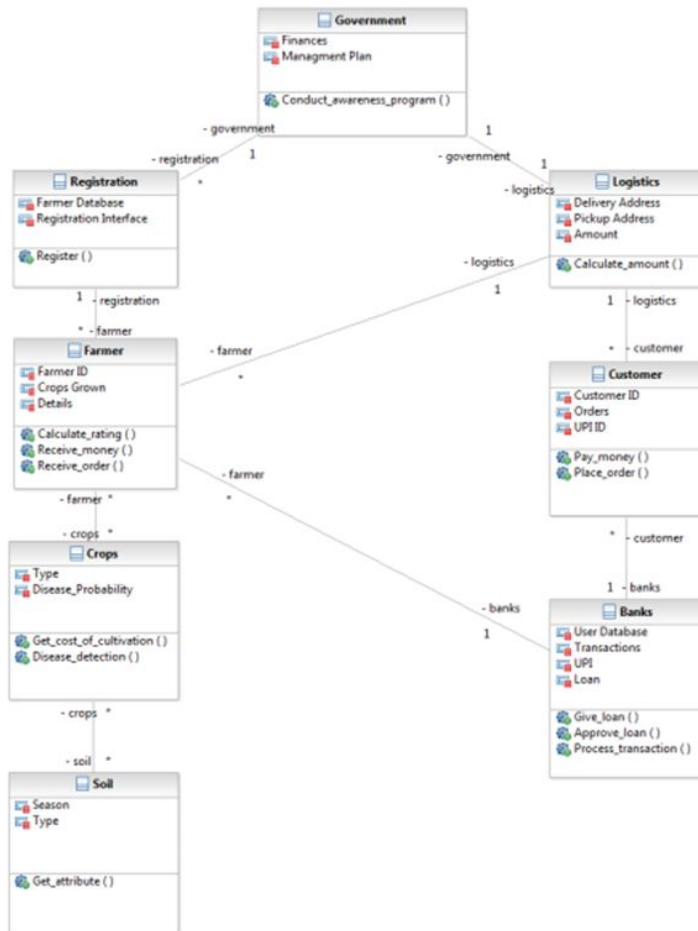 Government
Finances
Managment Plan
Conduct_awareness_program ( )
- government
1
- registration
*
1
- government
1
- logistics
Registration
Farmer Database
Registration Interface
Register ( )
Logistics
Delivery Address
Pickup Address
Amount
Calculate_amount ( )
- logistics
1
1 - registration
* - farmer
1 - logistics
* - customer
- farmer
*
Farmer
Farmer ID
Crops Grown
Details
Calculate_rating ( )
Receive_money ( )
Receive_order ( )
Customer
Customer ID
Orders
UPI ID
Pay_money ( )
Place_order ( )
- farmer
*
- farmer *
- crops *
* - customer
1 - banks
Crops
Type
Disease_Probability
Get_cost_of_cultivation ( )
Disease_detection ( )
- banks
1
Banks
User Database
Transactions
UPI
Loan
Give_loan ( )
Approve_loan ( )
Process_transaction ( )
- crops *
- soil *
Soil
Season
Type
Get_attribute ( )